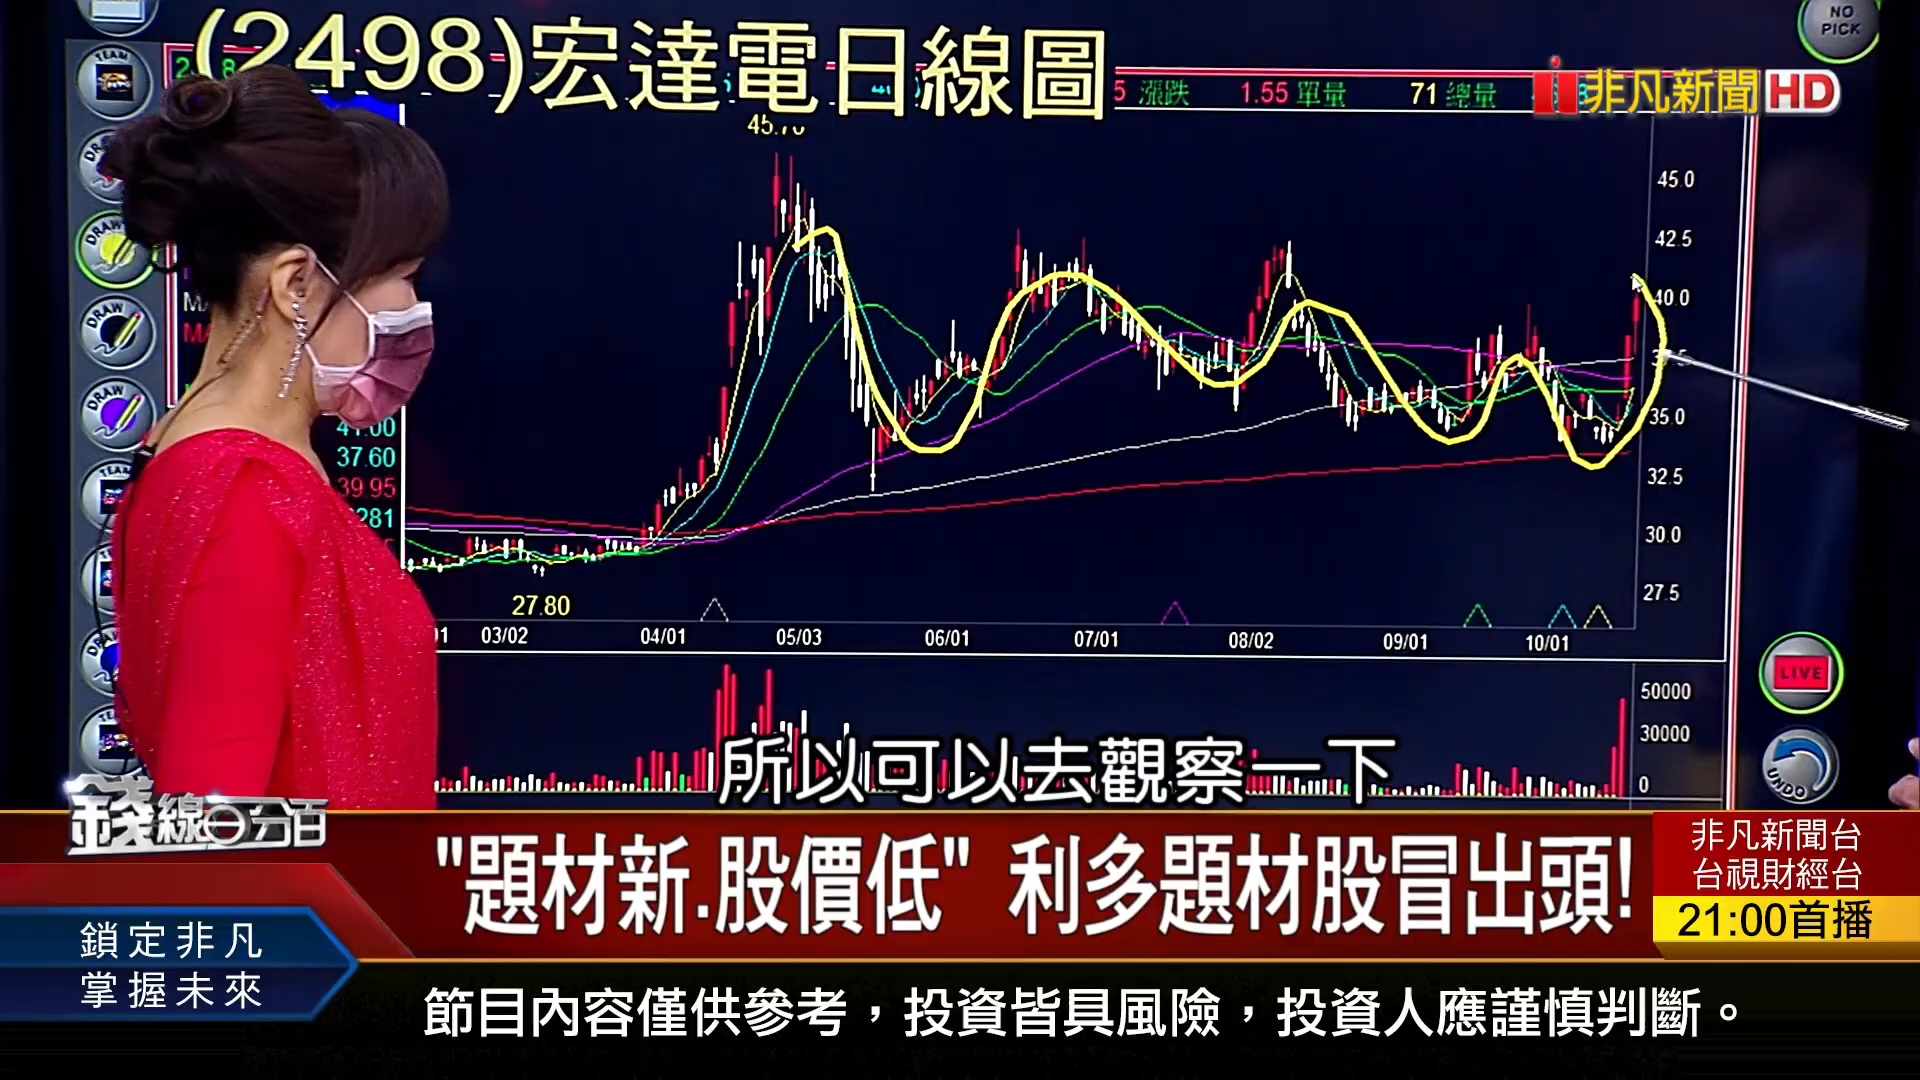 (2498)宏達電日線圖
NO
PICK
非凡新聞HD
5 漲跌 1.55 單量 71 總量
TEAM
DRAW
DRAW
DRAW
TEAM
45.70
45.0
42.5
40.0
35.0
32.5
30.0
27.5
41.00
37.60
39.95
281
27.80
03/02 04/01 05/03 06/01 07/01 08/02 09/01 10/01
50000
30000
0
LIVE
UNDO
所以可以去觀察一下
錢線百分百
"題材新.股價低" 利多題材股冒出頭!
非凡新聞台
台視財經台
21:00首播
鎖定非凡
掌握未來
節目內容僅供參考，投資皆具風險，投資人應謹慎判斷。